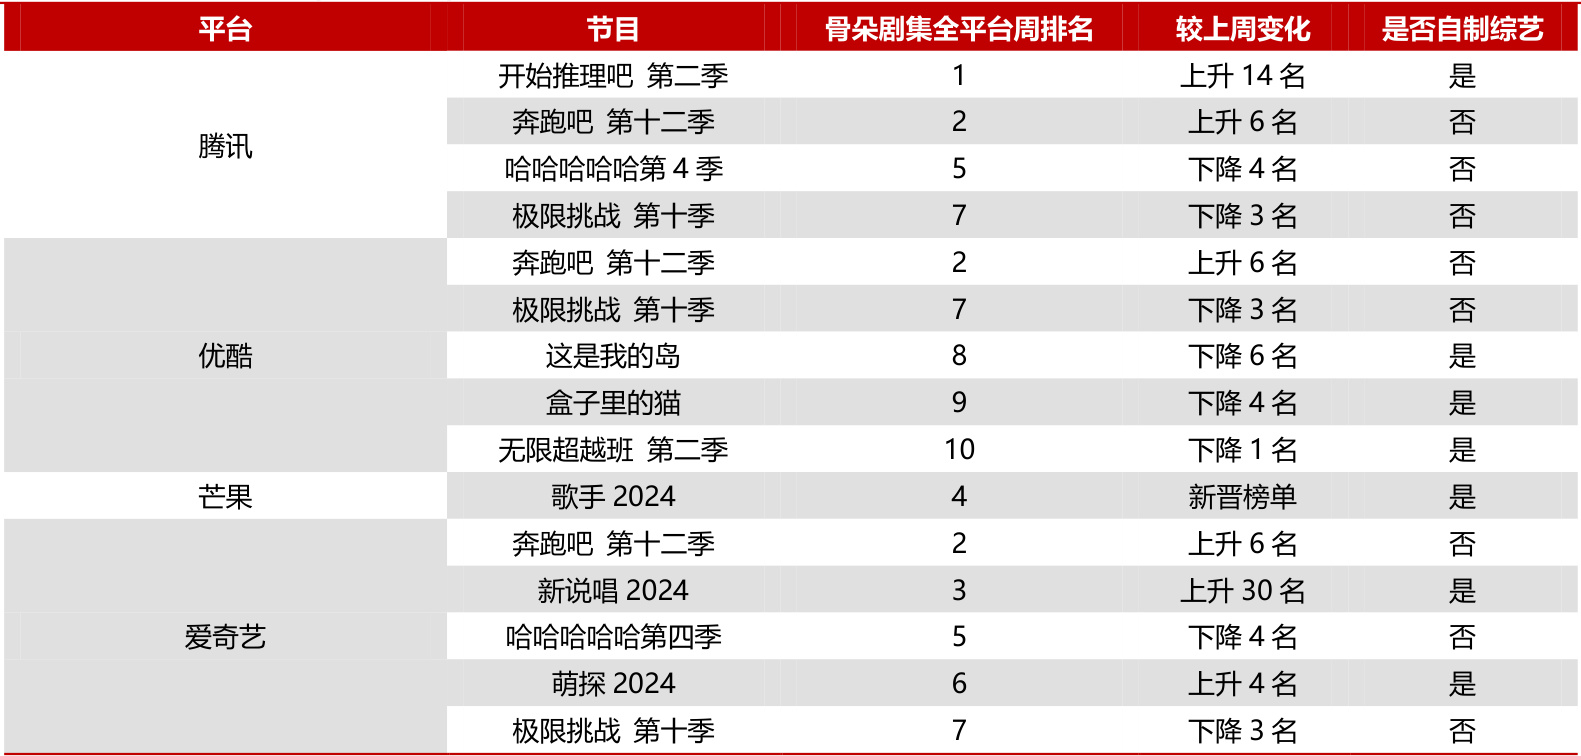 平台 节目 骨朵剧集全平台周排名 较上周变化 是否自制综艺
腾讯
开始推理吧 第二季 1 上升 14 名 是
奔跑吧 第十二季 2 上升 6 名 否
哈哈哈哈哈第 4 季 5 下降 4 名 否
极限挑战 第十季 7 下降 3 名 否
优酷
奔跑吧 第十二季 2 上升 6 名 否
极限挑战 第十季 7 下降 3 名 否
这是我的岛 8 下降 6 名 是
盒子里的猫 9 下降 4 名 是
无限超越班 第二季 10 下降 1 名 是
芒果 歌手 2024 4 新晋榜单 是
爱奇艺
奔跑吧 第十二季 2 上升 6 名 否
新说唱 2024 3 上升 30 名 是
哈哈哈哈哈第四季 5 下降 4 名 否
萌探 2024 6 上升 4 名 是
极限挑战 第十季 7 下降 3 名 否